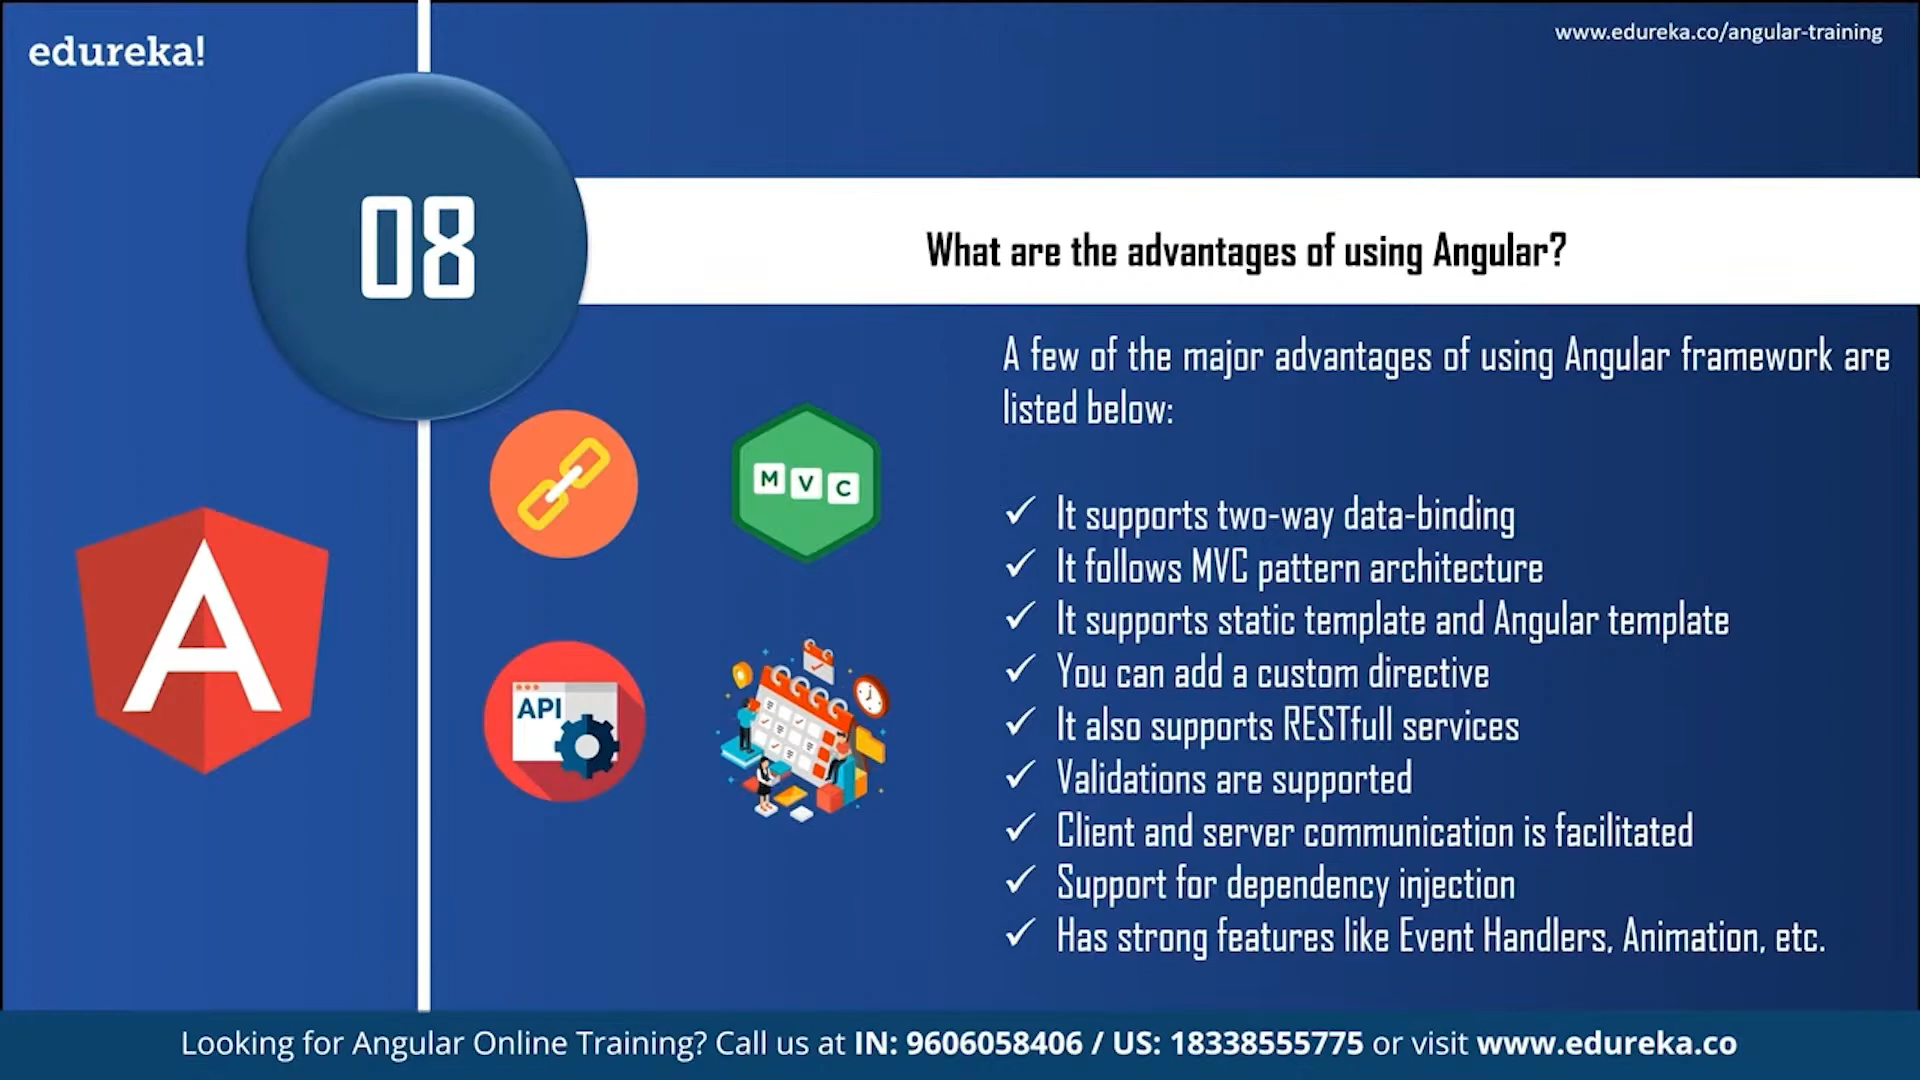 edureka!
www.edureka.co/angular-training
08
What are the advantages of using Angular?
A few of the major advantages of using Angular framework are
listed below:
M V C
API
✓ It supports two-way data-binding
✓ It follows MVC pattern architecture
✓ It supports static template and Angular template
✓ You can add a custom directive
✓ It also supports RESTfull services
✓ Validations are supported
✓ Client and server communication is facilitated
✓ Support for dependency injection
✓ Has strong features like Event Handlers, Animation, etc.
A
Looking for Angular Online Training? Call us at IN: 9606058406 / US: 18338555775 or visit www.edureka.co